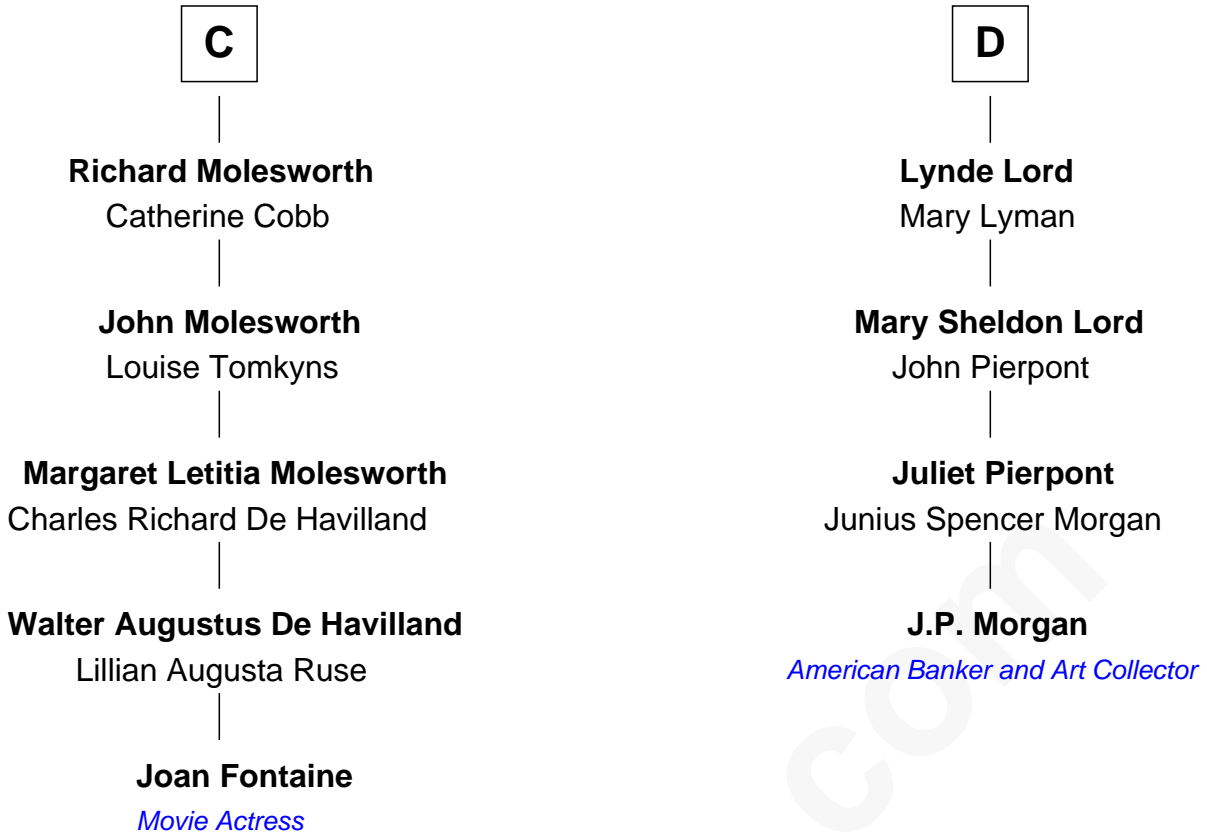 C
Richard Molesworth
Catherine Cobb
John Molesworth
Louise Tomkyns
Margaret Letitia Molesworth
Charles Richard De Havilland
Walter Augustus De Havilland
Lillian Augusta Ruse
Joan Fontaine
Movie Actress
D
Lynde Lord
Mary Lyman
Mary Sheldon Lord
John Pierpont
Juliet Pierpont
Junius Spencer Morgan
J.P. Morgan
American Banker and Art Collector
com